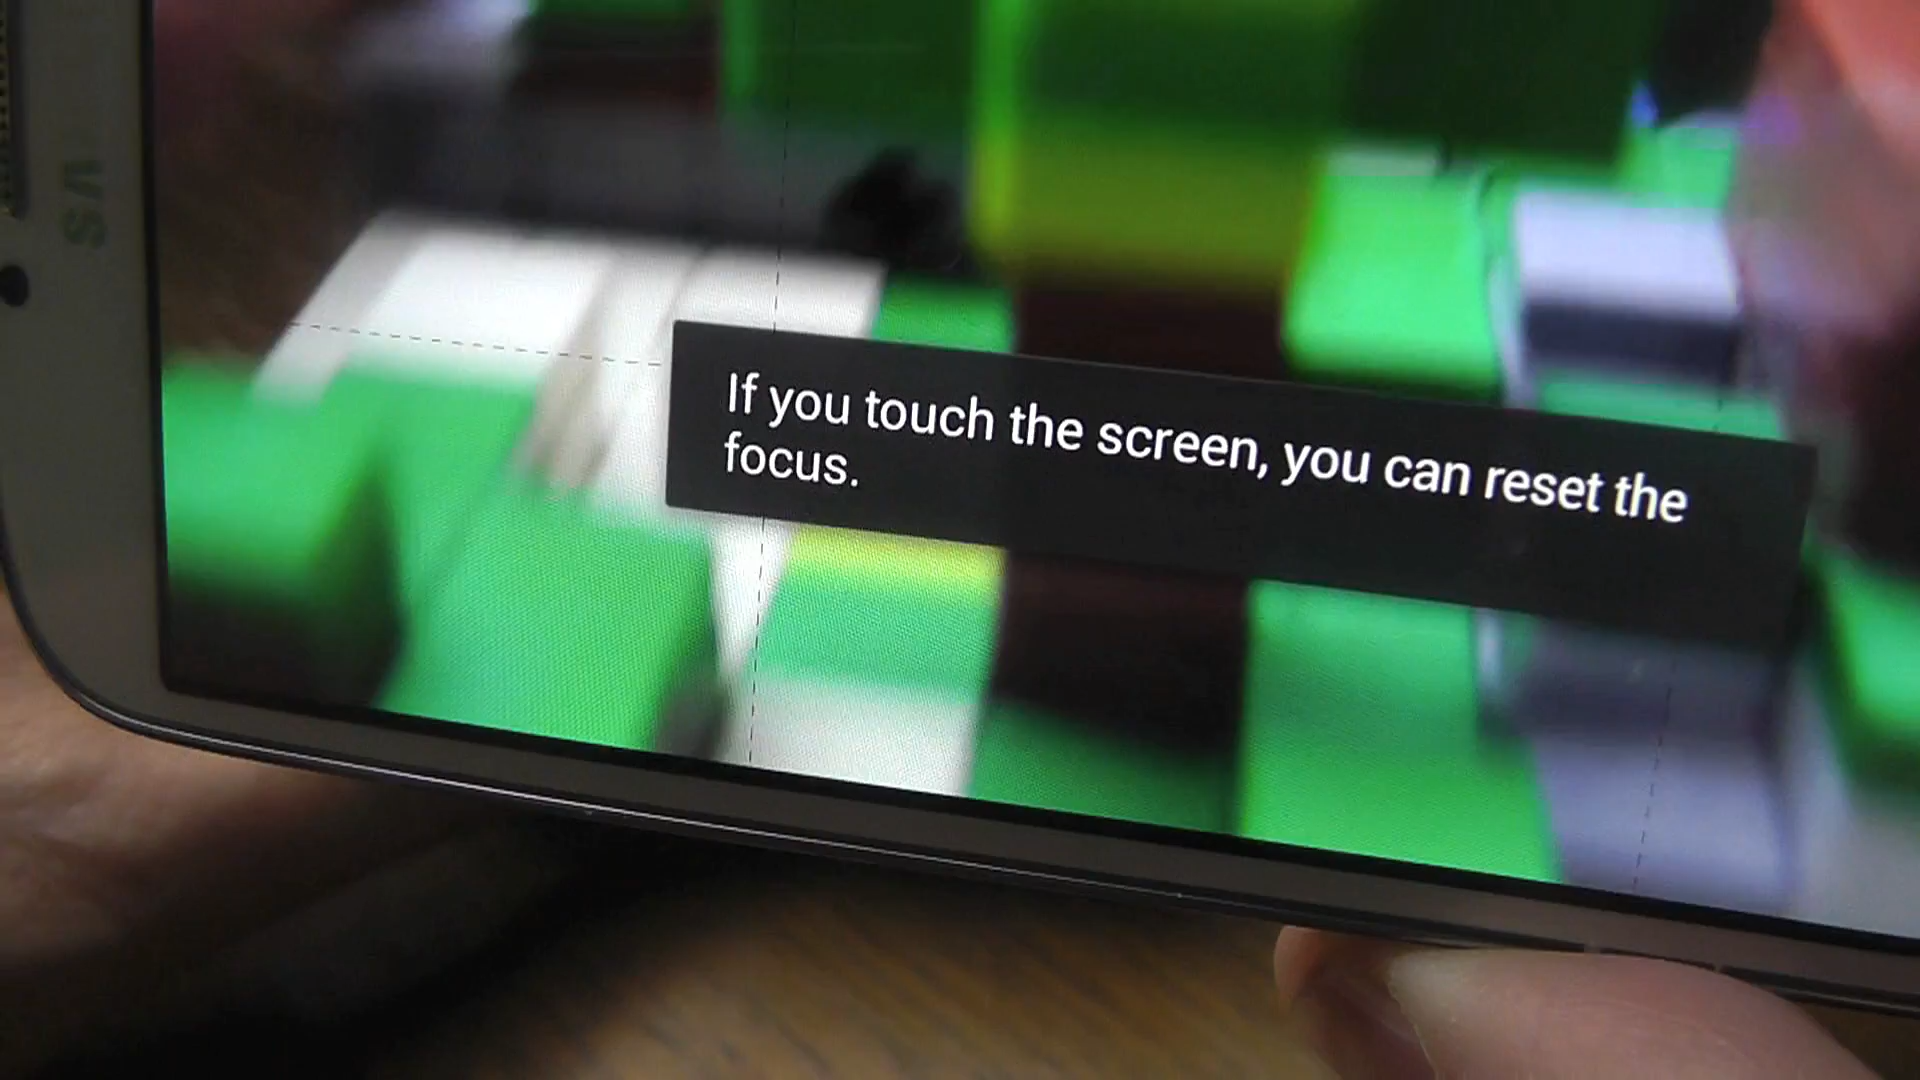 If you touch the screen, you can reset the
focus.